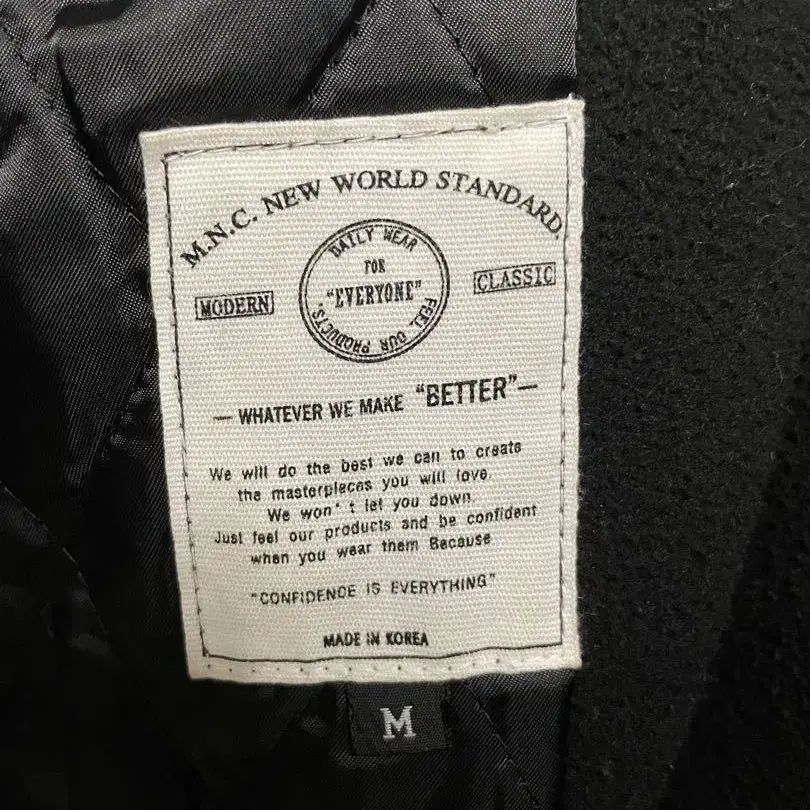 M.N.C. NEW WORLD STANDARD.
DAILY WEAR
FOR
"EVERYONE"
FEEL OUR PRODUCTS.
MODERN
CLASSIC
— WHATEVER WE MAKE "BETTER" —
We will do the best we can to create
the masterpieces you will love.
We won't let you down.
Just feel our products and be confident
when you wear them Because
"CONFIDENCE IS EVERYTHING"
MADE IN KOREA
M